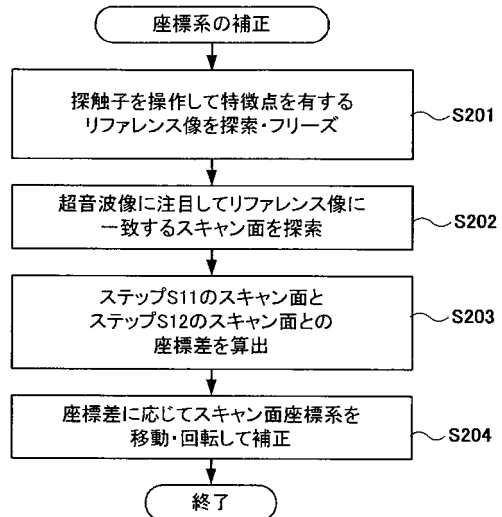 座標系の補正
探触子を操作して特徴点を有する
リファレンス像を探索・フリーズ
S201
超音波像に注目してリファレンス像に
一致するスキャン面を探索
S202
ステップS11のスキャン面と
ステップS12のスキャン面との
座標差を算出
S203
座標差に応じてスキャン面座標系を
移動・回転して補正
S204
終了